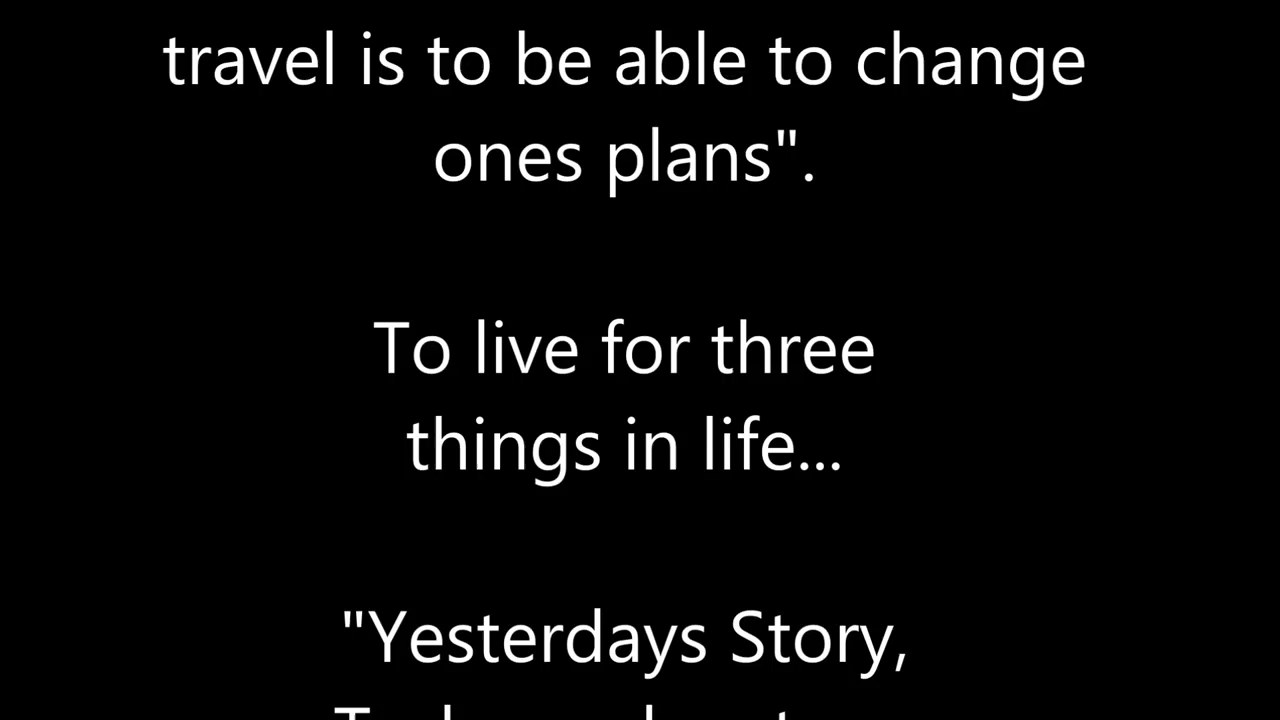 travel is to be able to change
ones plans".
To live for three
things in life...
"Yesterdays Story,